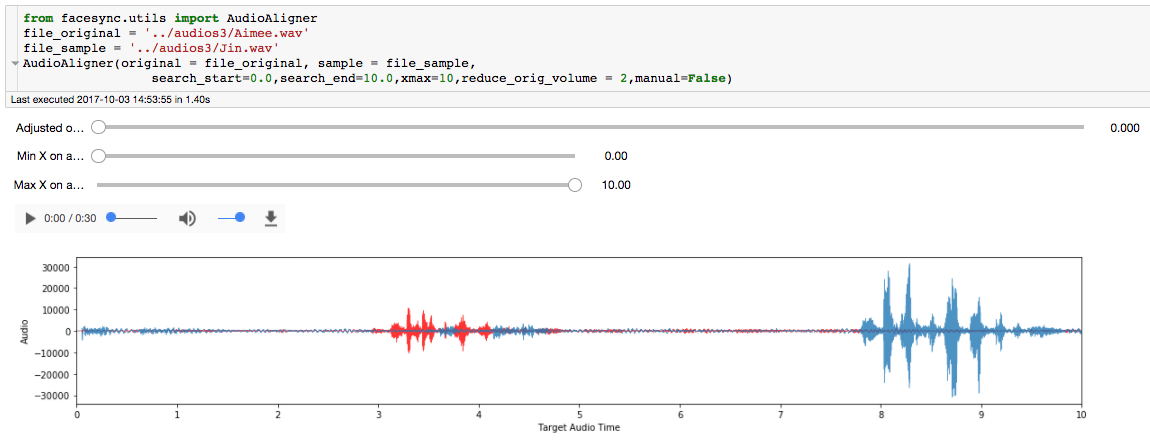 from facesync.utils import AudioAligner
file_original = '../audios3/Aimee.wav'
file_sample = '../audios3/Jin.wav'
AudioAligner(original = file_original, sample = file_sample,
search_start=0.0,search_end=10.0,xmax=10,reduce_orig_volume = 2,manual=False)
Last executed 2017-10-03 14:53:55 in 1.40s
Adjusted o... 0.000
Min X on a... 0.00
Max X on a... 10.00
0:00 / 0:30
30000
20000
10000
0
−10000
−20000
−30000
Audio
0 1 2 3 4 5 6 7 8 9 10
Target Audio Time